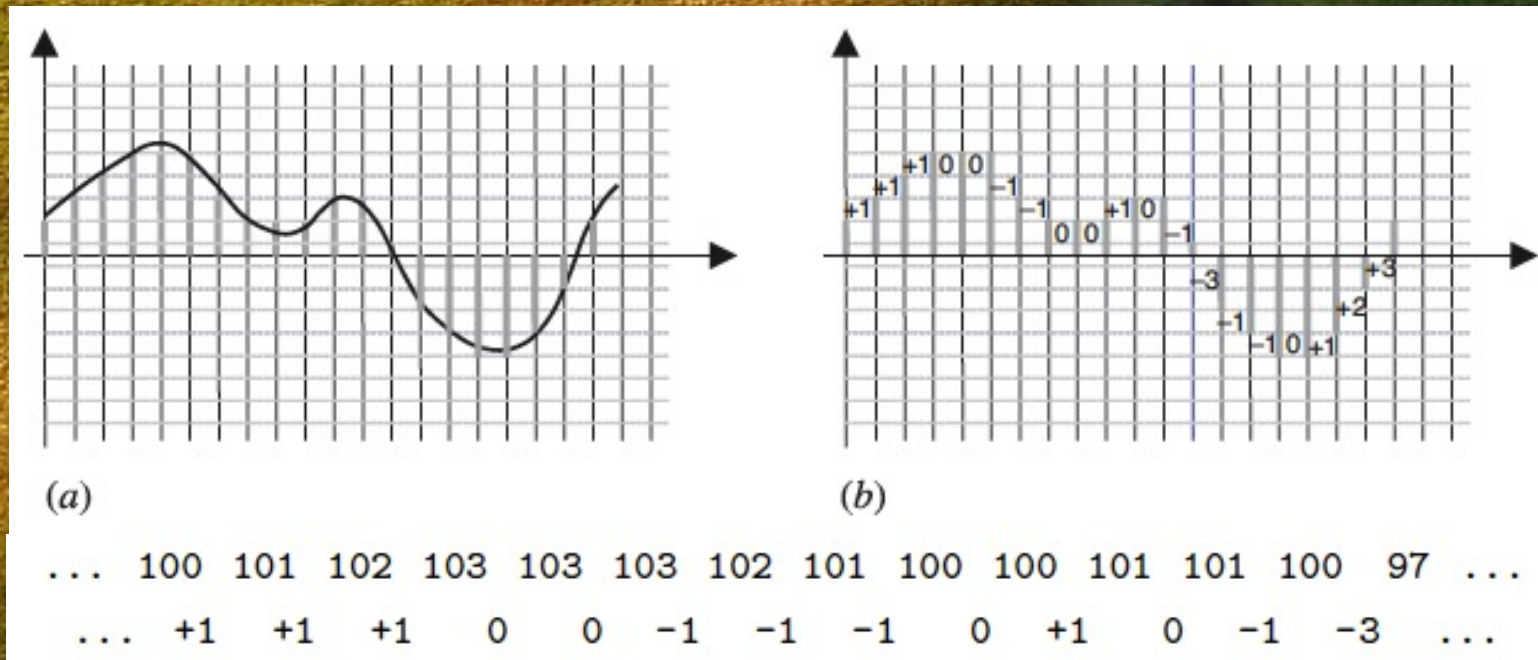 +1 +1 +1 0 0 –1 –1 0 0 +1 0 –1 –3 –1 –1 0 +1 +2 +3
(a) (b)
... 100 101 102 103 103 103 102 101 100 100 101 101 100 97 ...
... +1 +1 +1 0 0 −1 −1 −1 0 +1 0 −1 −3 ...